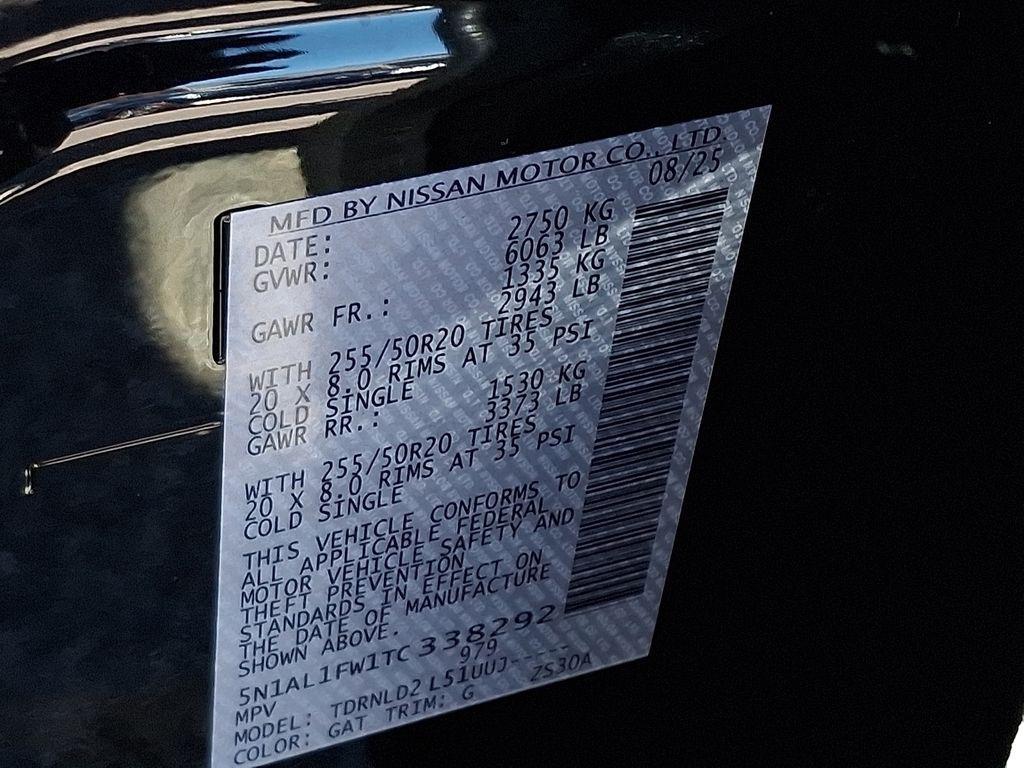 MFD BY NISSAN MOTOR CO., LTD.
DATE: 08/25
GVWR: 2750 KG
6063 LB
GAWR FR.: 1335 KG
2943 LB
WITH 255/50R20 TIRES
20 X 8.0 RIMS AT 35 PSI
COLD SINGLE
GAWR RR.: 1530 KG
3373 LB
WITH 255/50R20 TIRES
20 X 8.0 RIMS AT 35 PSI
COLD SINGLE
THIS VEHICLE CONFORMS TO
ALL APPLICABLE FEDERAL
MOTOR VEHICLE SAFETY AND
THEFT PREVENTION
STANDARDS IN EFFECT ON
THE DATE OF MANUFACTURE
SHOWN ABOVE.
5N1AL1FW1TC338292
MPV 979
MODEL: TDRNLD2 L51UUJ-----
COLOR: GAT TRIM: G ZS30A